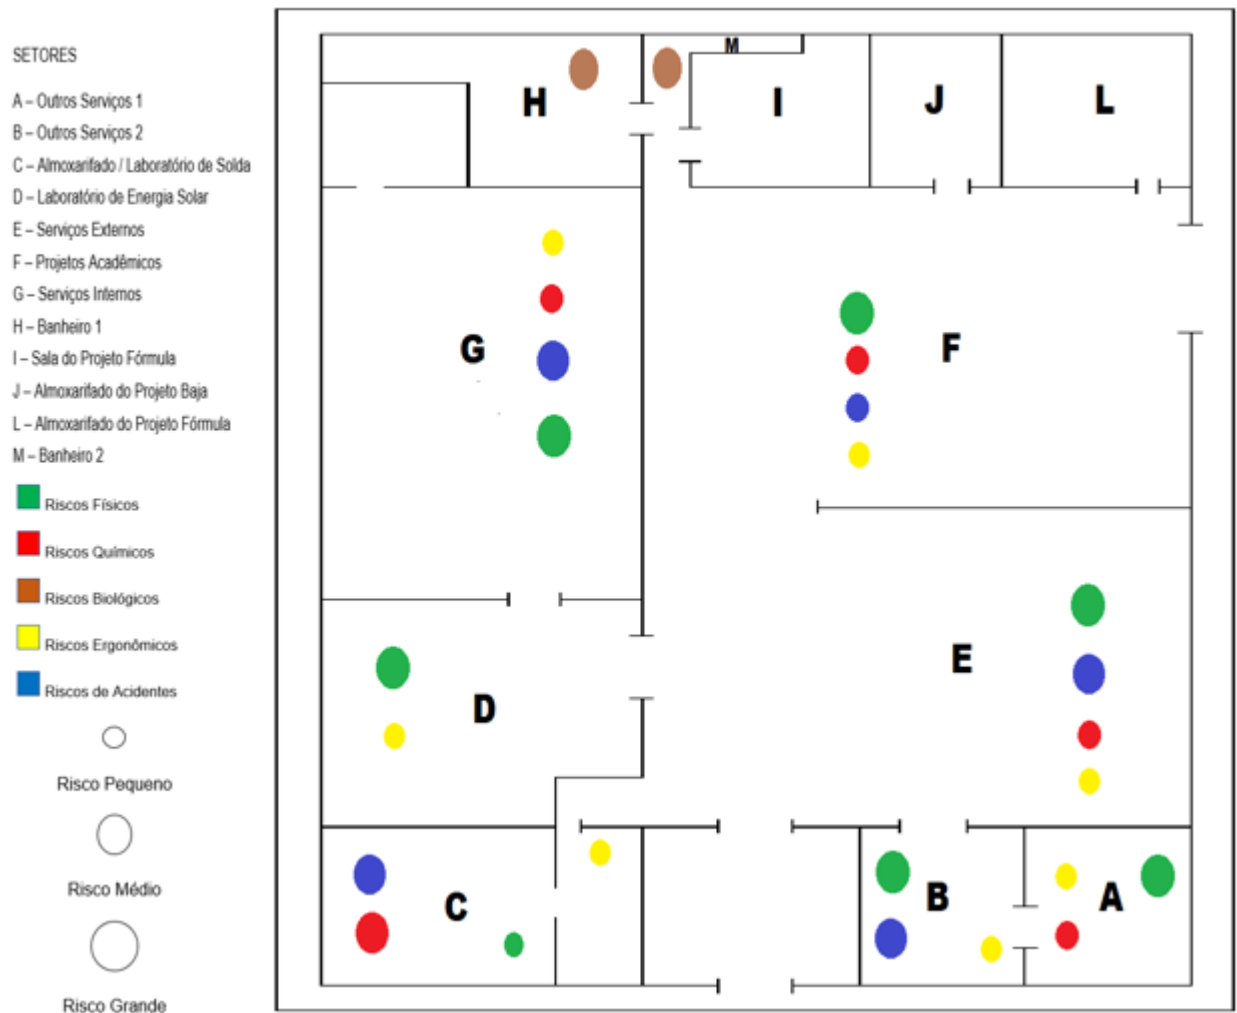 SETORES
A – Outros Serviços 1
B – Outros Serviços 2
C – Almoxarifado / Laboratório de Solda
D – Laboratório de Energia Solar
E – Serviços Externos
F – Projetos Acadêmicos
G – Serviços Internos
H – Banheiro 1
I – Sala do Projeto Fórmula
J – Almoxarifado do Projeto Baja
L – Almoxarifado do Projeto Fórmula
M – Banheiro 2
Riscos Físicos
Riscos Químicos
Riscos Biológicos
Riscos Ergonômicos
Riscos de Acidentes
Risco Pequeno
Risco Médio
Risco Grande
M
H
I
J
L
G
F
E
D
C
B
A